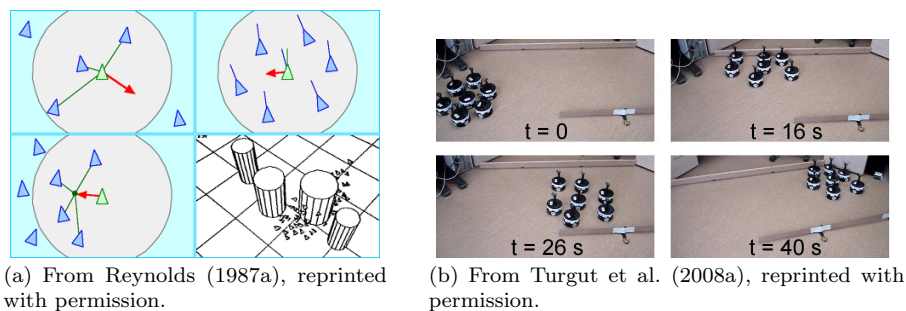 t = 0
t = 16 s
t = 26 s
t = 40 s
(a) From Reynolds (1987a), reprinted
with permission.
(b) From Turgut et al. (2008a), reprinted with
permission.